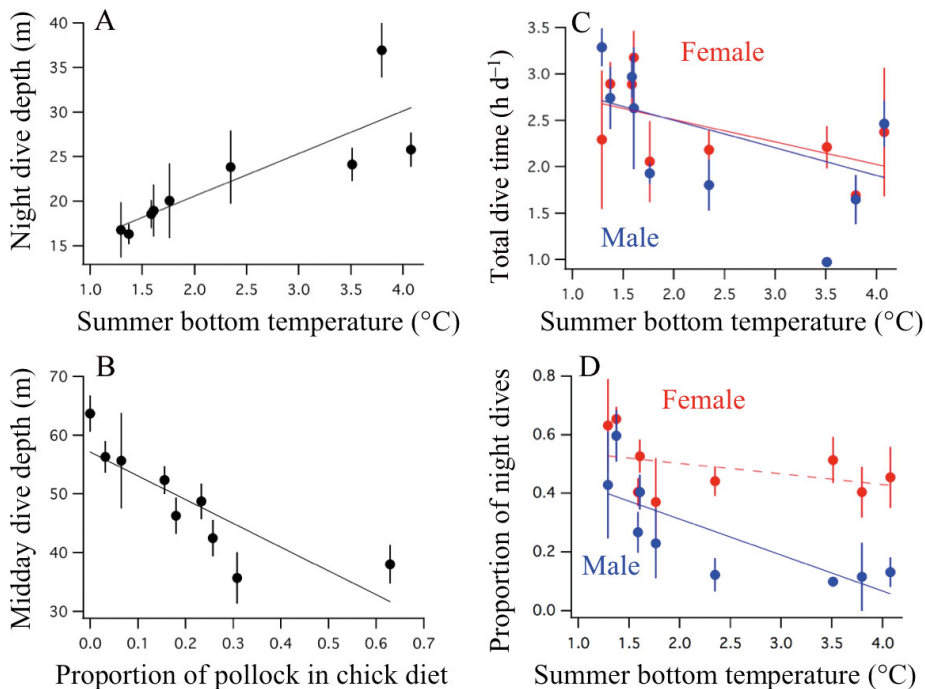 A
Night dive depth (m)
40
35
30
25
20
15
1.0 1.5 2.0 2.5 3.0 3.5 4.0
Summer bottom temperature (°C)
C
Total dive time (h d⁻¹)
3.5
3.0
2.5
2.0
1.5
1.0
Female
Male
1.0 1.5 2.0 2.5 3.0 3.5 4.0
Summer bottom temperature (°C)
B
Midday dive depth (m)
70
60
50
40
30
0.0 0.1 0.2 0.3 0.4 0.5 0.6 0.7
Proportion of pollock in chick diet
D
Proportion of night dives
0.8
0.6
0.4
0.2
0.0
Female
Male
1.0 1.5 2.0 2.5 3.0 3.5 4.0
Summer bottom temperature (°C)